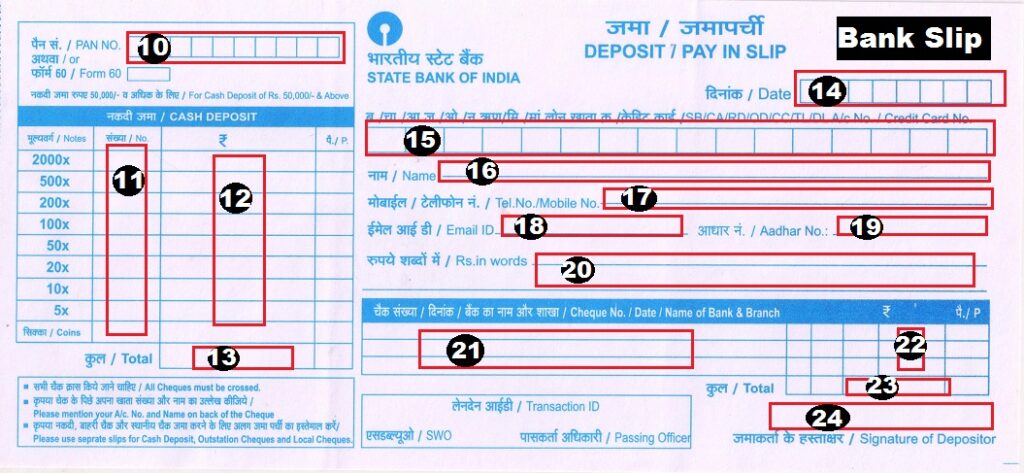 पैन सं. / PAN NO. 10
अथवा / or
फॉर्म 60 / Form 60
नकदी जमा रुपए 50,000/- व अधिक के लिए / For Cash Deposit of Rs. 50,000/- & Above
नकदी जमा / CASH DEPOSIT
मूल्यवर्ग / Notes संख्या / No ₹ पै./ P.
2000x
500x
200x
100x
50x
20x
10x
5x
सिक्का / Coins
11
12
कुल / Total 13
सभी चैक क्रास किये जाने चाहिए / All Cheques must be crossed.
कृपया चेक के पिछे अपना खाता संख्या और नाम का उल्लेख कीजिये /
Please mention your A/c. No. and Name on back of the Cheque
कृपया नकदी, बाहरी चैक और स्थानीय चैक जमा करने के लिए अलग जमा पर्ची का इस्तेमाल करें/
Please use seprate slips for Cash Deposit, Outstation Cheques and Local Cheques.
भारतीय स्टेट बैंक
STATE BANK OF INDIA
जमा / जमापर्ची
DEPOSIT / PAY IN SLIP
Bank Slip
दिनांक / Date 14
SB/CA/RD/OD/CC/TL/DL A/c No. / Credit Card No.
15
नाम / Name 16
मोबाईल / टेलीफोन नं. / Tel.No./Mobile No. 17
ईमेल आई डी / Email ID 18 आधार नं. / Aadhar No.: 19
रुपये शब्दों में / Rs.in words 20
चैक संख्या / दिनांक / बैंक का नाम और शाखा / Cheque No. / Date / Name of Bank & Branch ₹ पै./ P
21 22
कुल / Total 23
24
लेनदेन आईडी / Transaction ID
एसडब्ल्यूओ / SWO पासकर्ता अधिकारी / Passing Officer
जमाकर्ता के हस्ताक्षर / Signature of Depositor